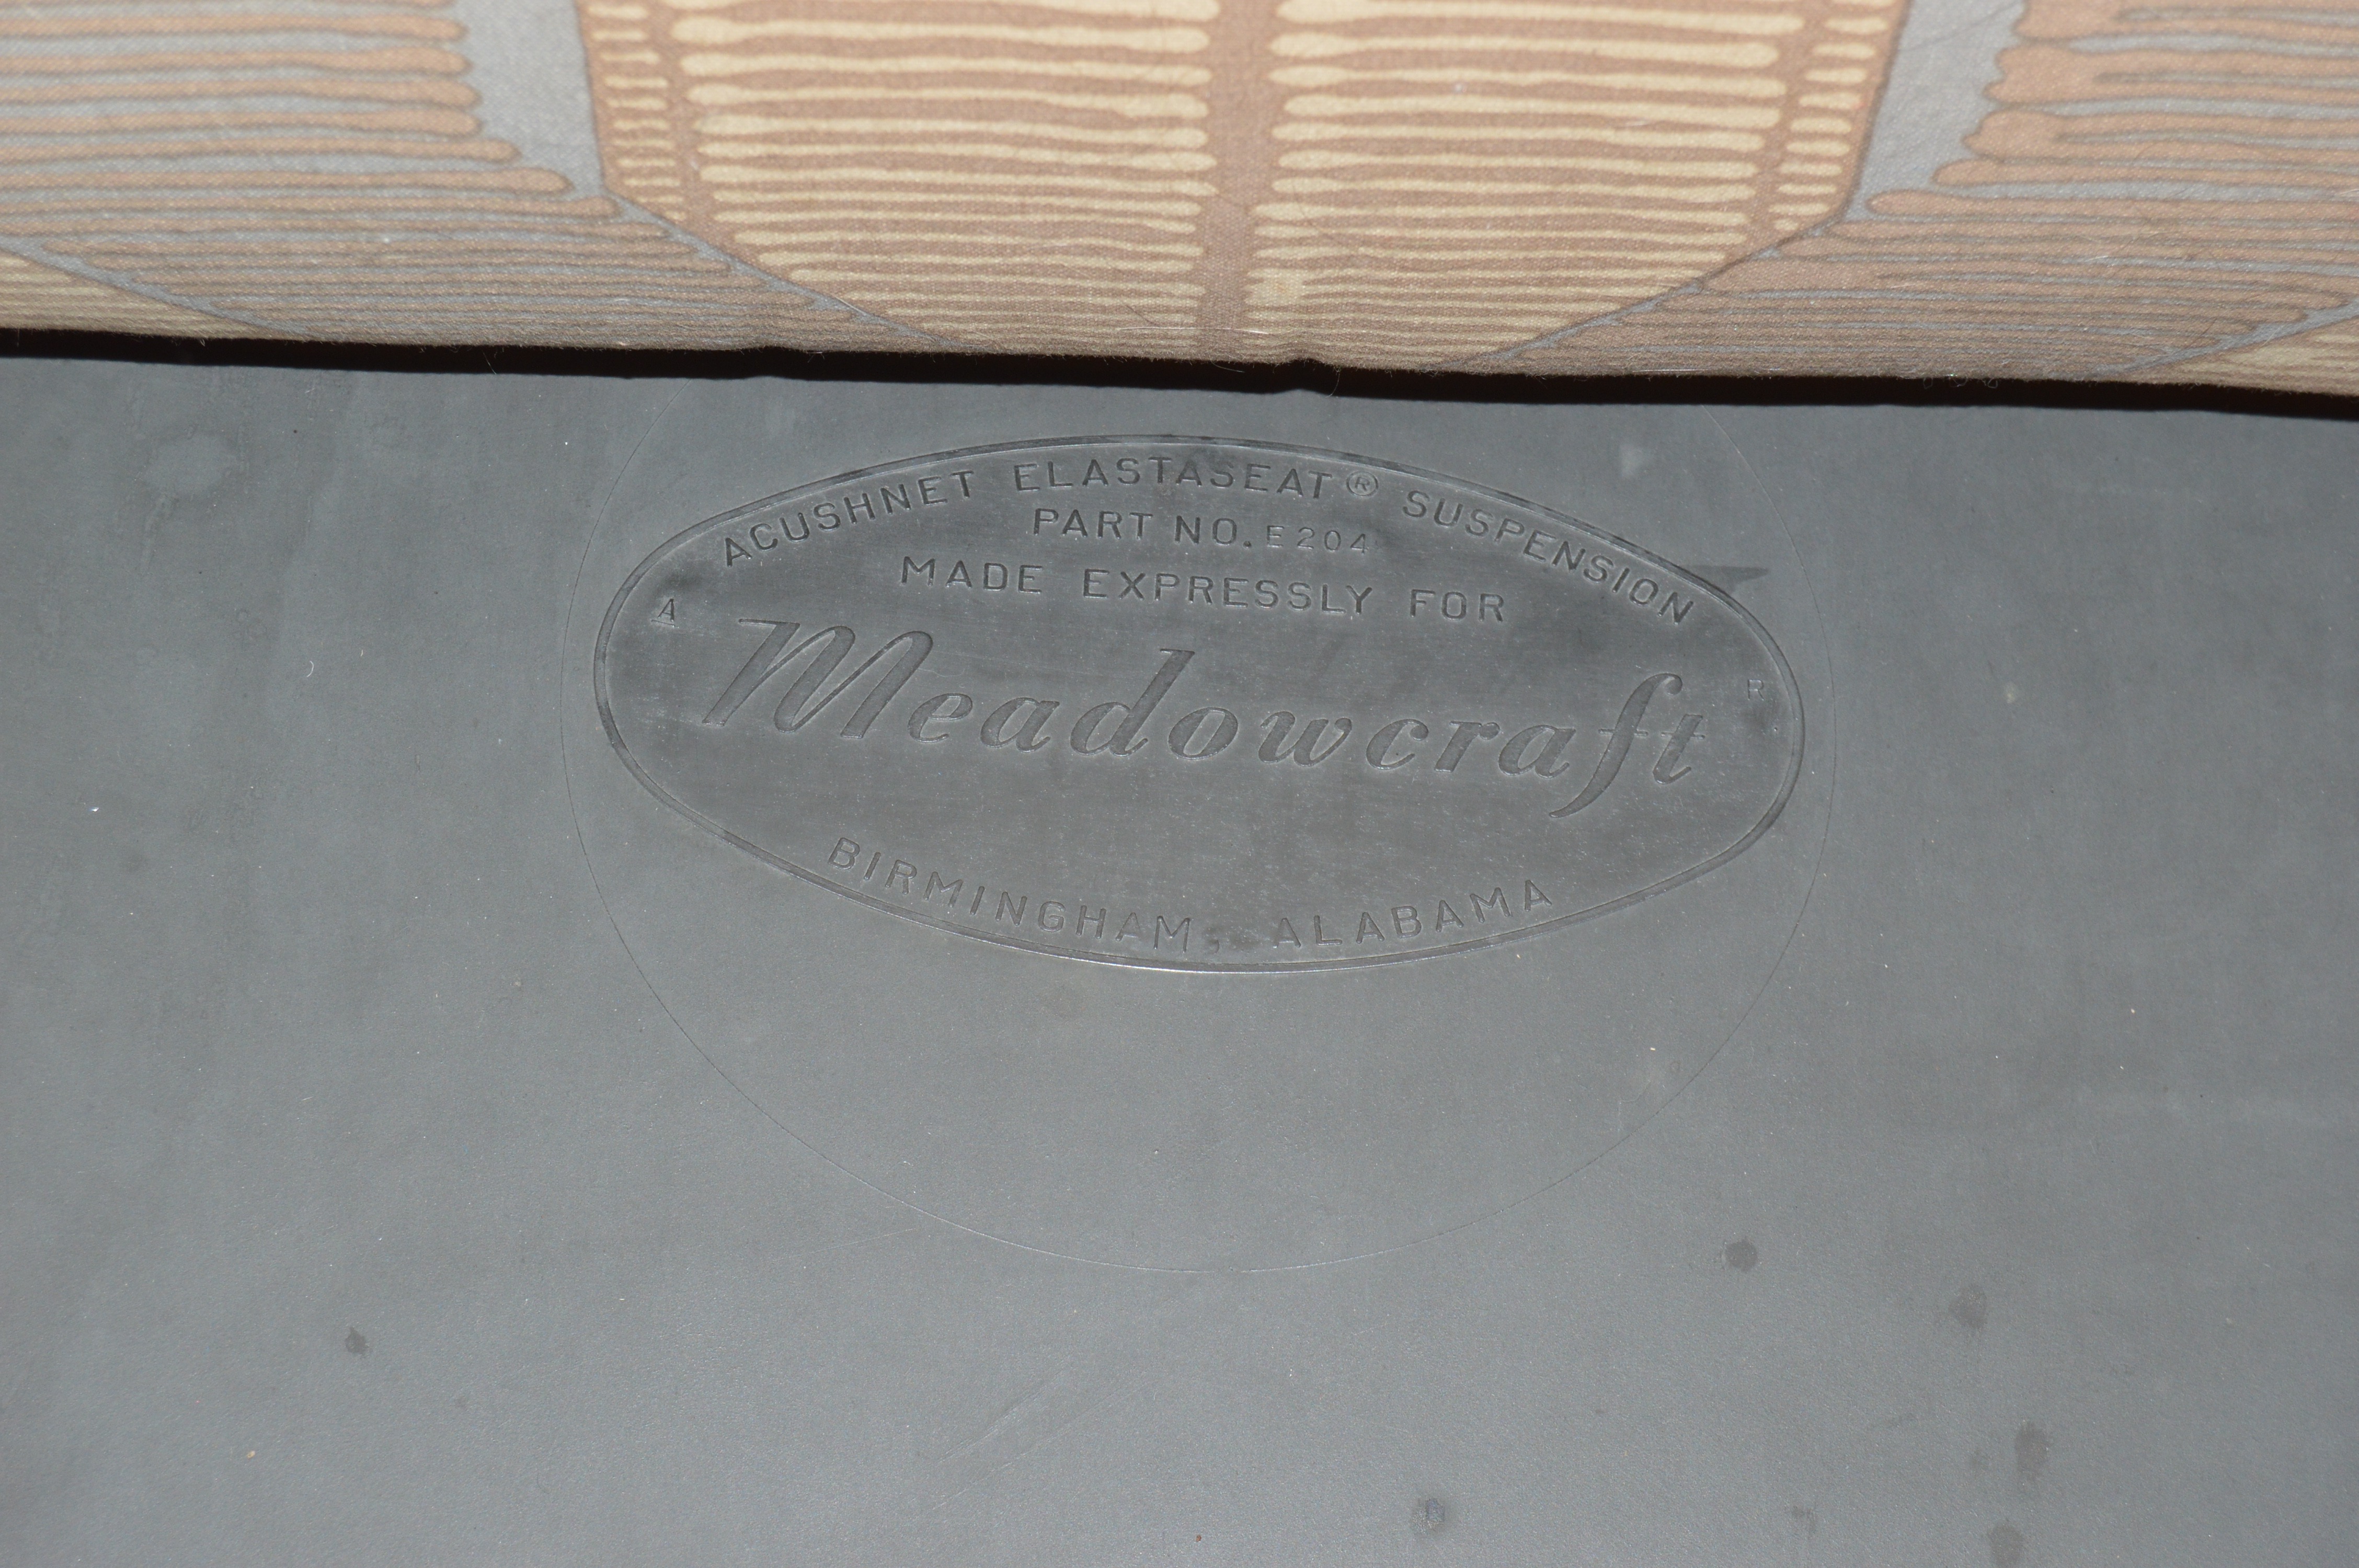 ACUSHNET ELASTASEAT® SUSPENSION
PART NO. E204
MADE EXPRESSLY FOR
A
Meadowcraft
R
BIRMINGHAM, ALABAMA